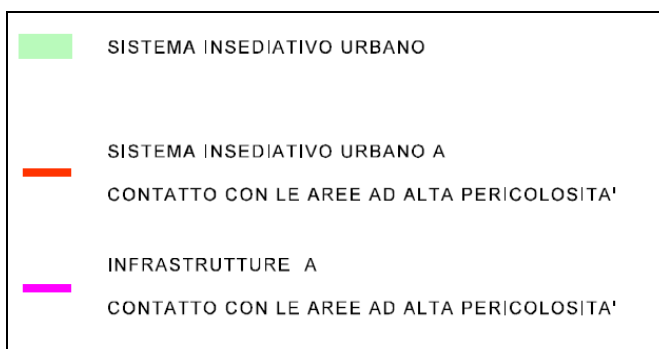 SISTEMA INSEDIATIVO URBANO
SISTEMA INSEDIATIVO URBANO A
CONTATTO CON LE AREE AD ALTA PERICOLOSITA'
INFRASTRUTTURE A
CONTATTO CON LE AREE AD ALTA PERICOLOSITA'